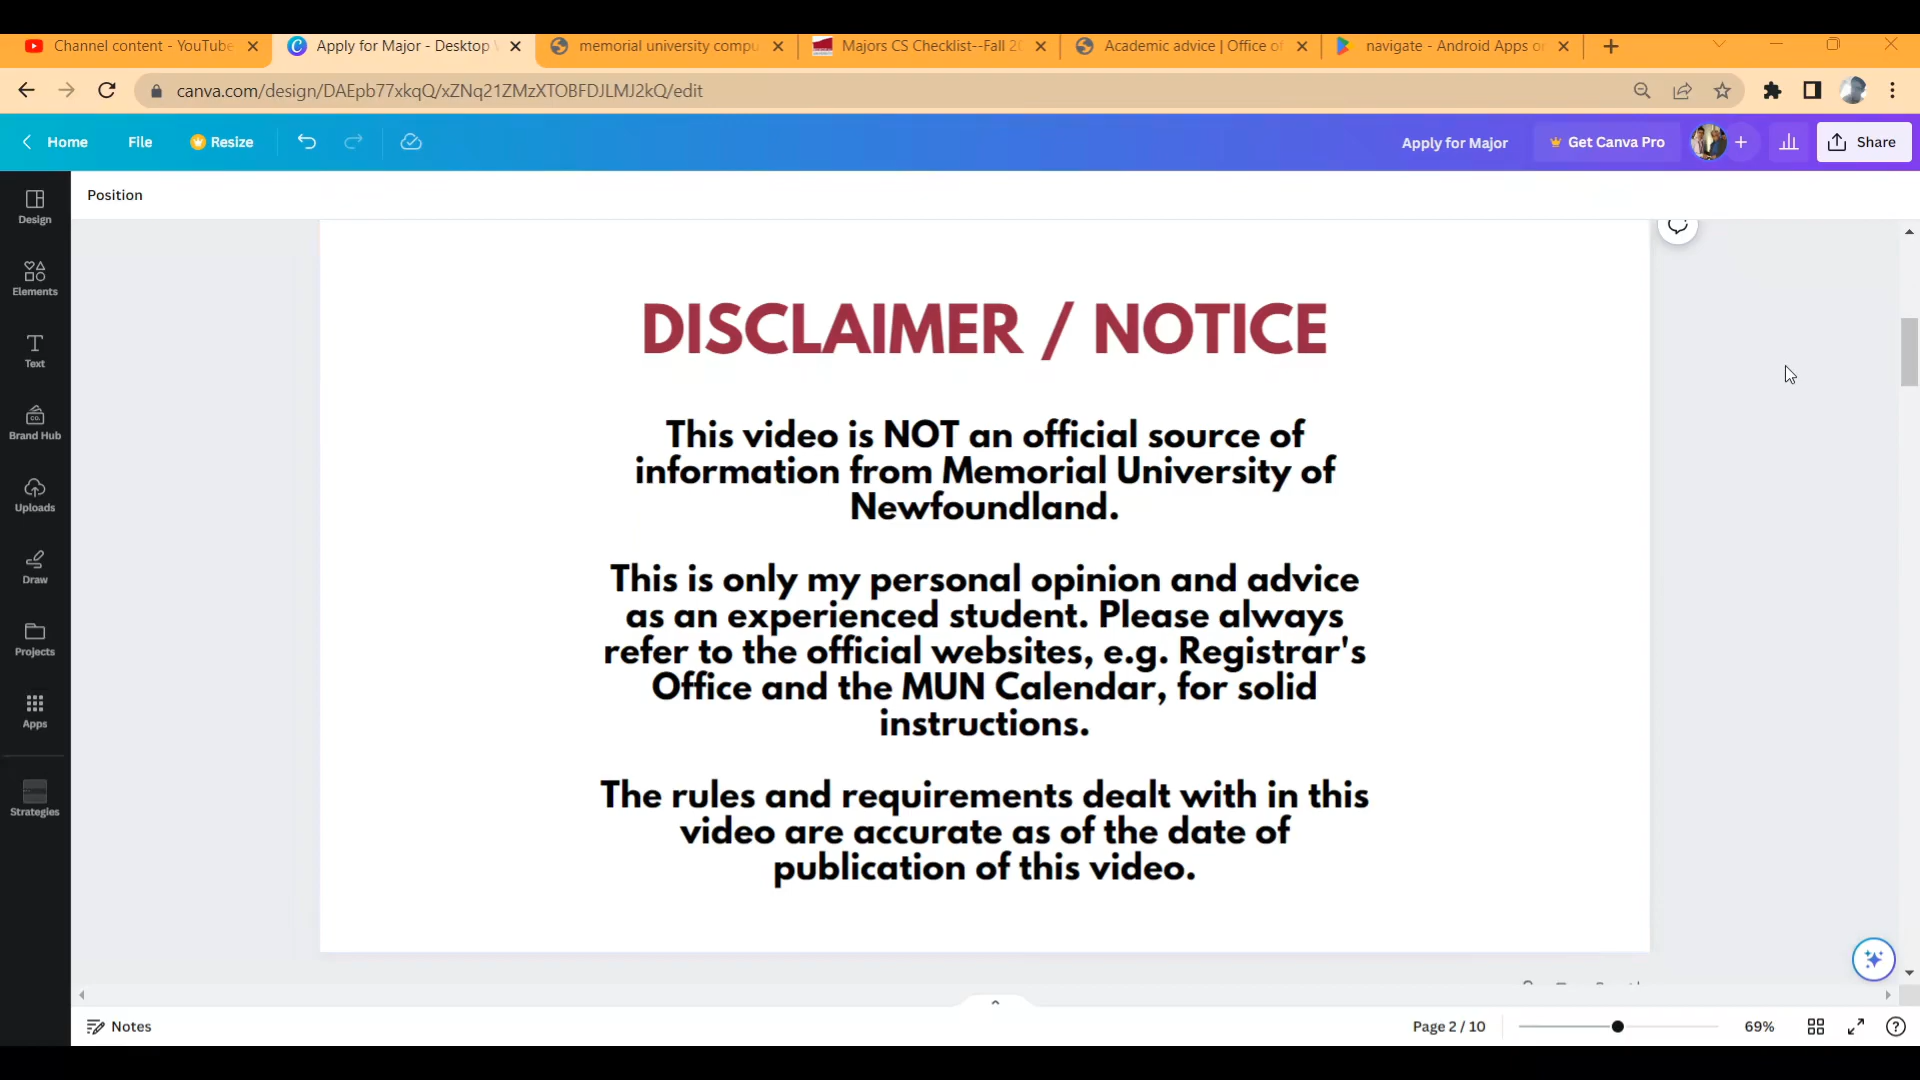 Channel content - YouTube
Apply for Major - Desktop
memorial university compu
Majors CS Checklist--Fall 20
Academic advice | Office of
navigate - Android Apps o
canva.com/design/DAEpb77xkqQ/xZNq21ZMzXTOBFDJLMJ2kQ/edit
Home
File
Resize
Apply for Major
Get Canva Pro
Share
Position
Design
Elements
Text
Brand Hub
Uploads
Draw
Projects
Apps
Strategies
DISCLAIMER / NOTICE
This video is NOT an official source of
information from Memorial University of
Newfoundland.
This is only my personal opinion and advice
as an experienced student. Please always
refer to the official websites, e.g. Registrar's
Office and the MUN Calendar, for solid
instructions.
The rules and requirements dealt with in this
video are accurate as of the date of
publication of this video.
Notes
Page 2 / 10
69%